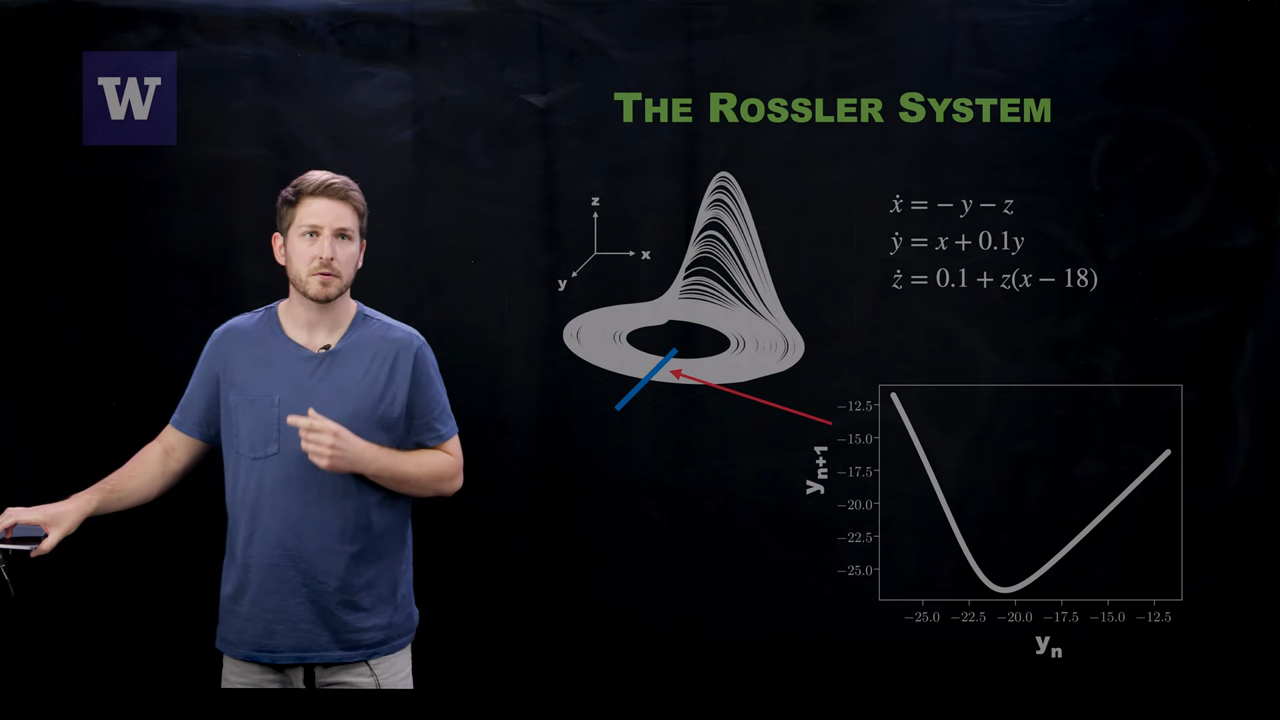 W
THE ROSSLER SYSTEM
z
x
y
ẋ = − y − z
ẏ = x + 0.1y
ż = 0.1 + z(x − 18)
−12.5
−15.0
−17.5
−20.0
−22.5
−25.0
yn+1
−25.0 −22.5 −20.0 −17.5 −15.0 −12.5
yn